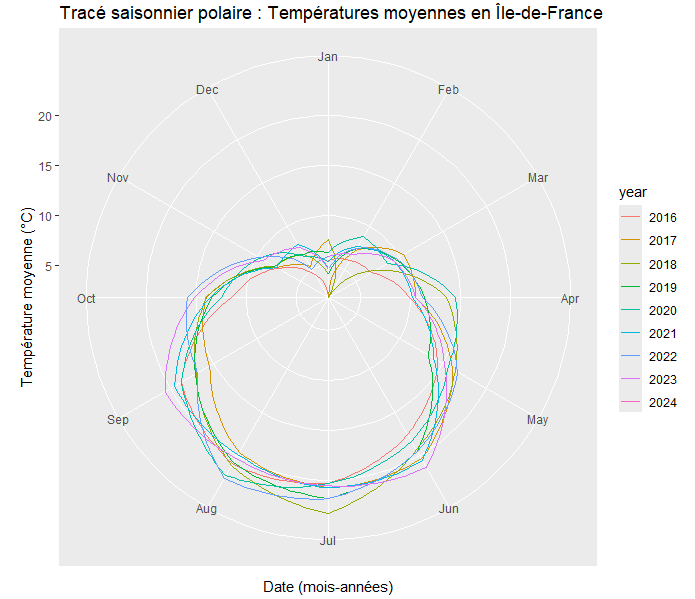 Tracé saisonnier polaire : Températures moyennes en Île-de-France
Jan
Feb
Mar
Apr
May
Jun
Jul
Aug
Sep
Oct
Nov
Dec
20
15
10
5
Température moyenne (°C)
Date (mois-années)
year
2016
2017
2018
2019
2020
2021
2022
2023
2024